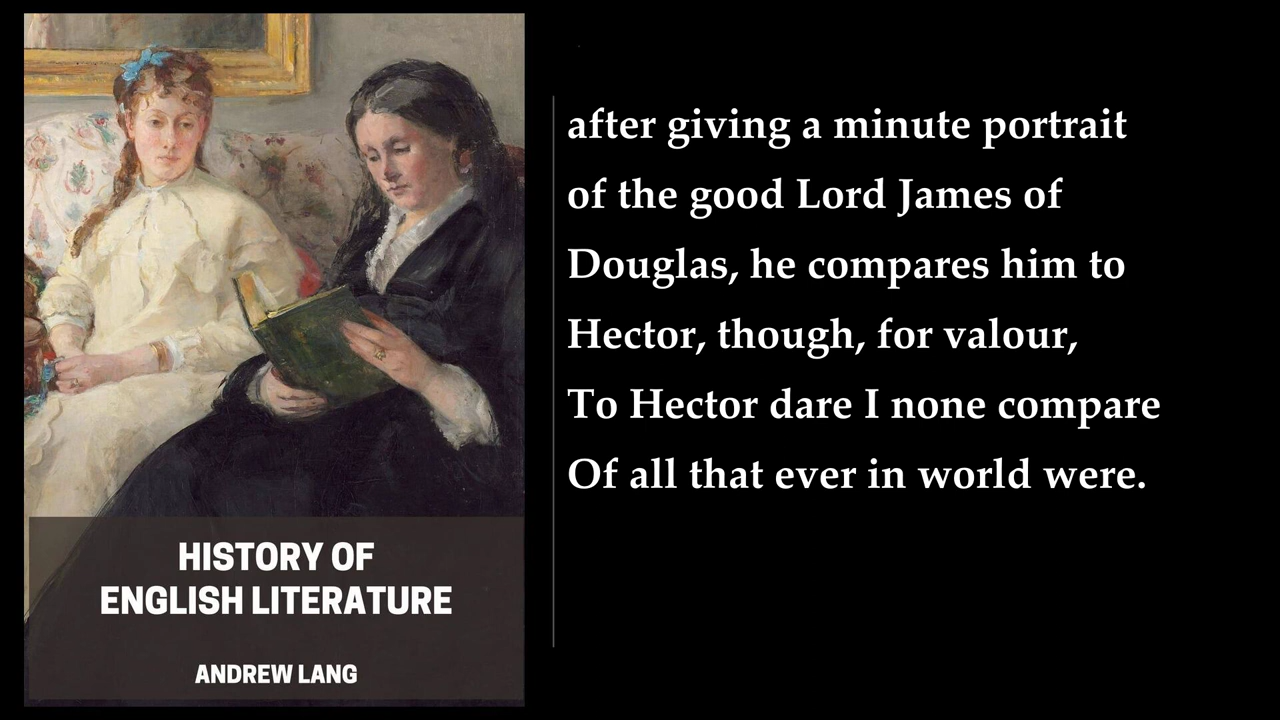 HISTORY OF
ENGLISH LITERATURE
ANDREW LANG
after giving a minute portrait
of the good Lord James of
Douglas, he compares him to
Hector, though, for valour,
To Hector dare I none compare
Of all that ever in world were.